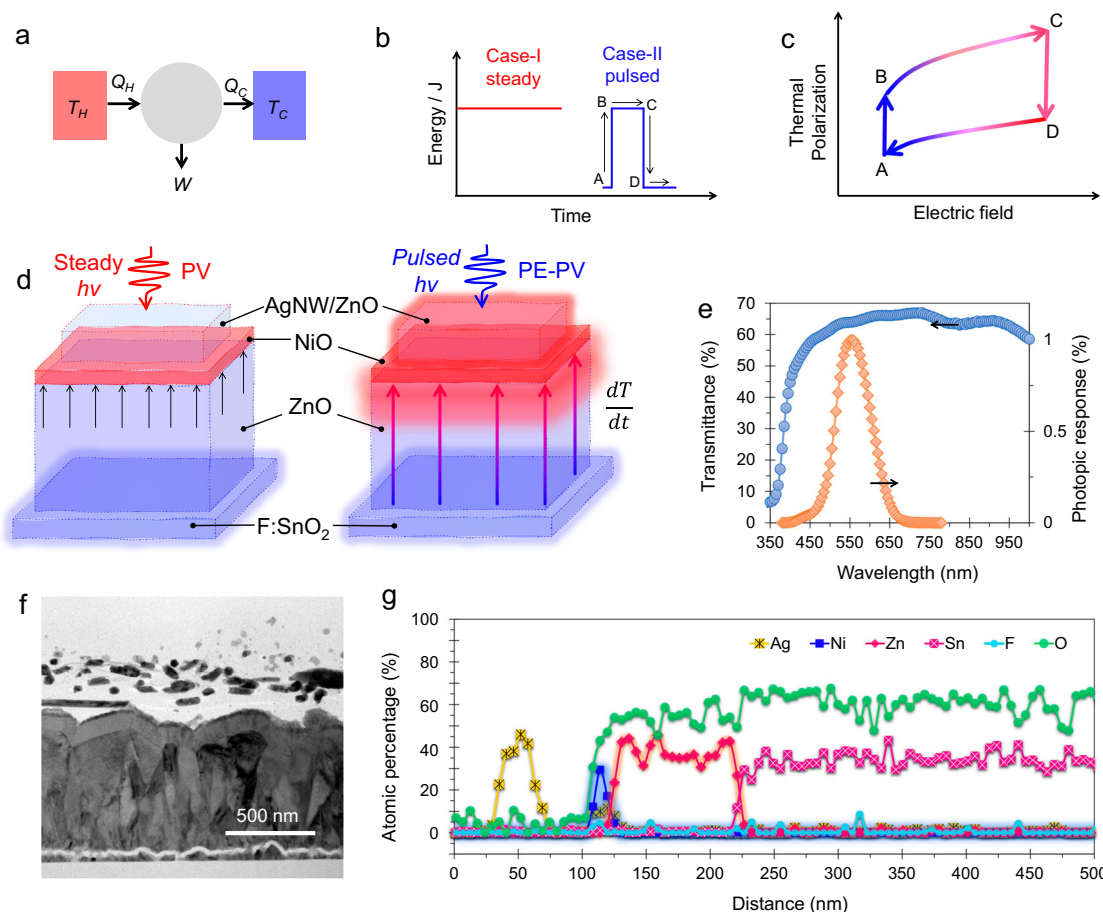 a
T_H
Q_H
Q_C
T_C
W
b
Energy / J
Case-I
steady
Case-II
pulsed
B
C
A
D
Time
c
Thermal
Polarization
B
C
A
D
Electric field
d
Steady
hv
PV
Pulsed
hv
PE-PV
AgNW/ZnO
NiO
ZnO
F:SnO₂
dT
dt
e
Transmittance (%)
70
60
50
40
30
20
10
0
350 450 550 650 750 850 950
Wavelength (nm)
1
0.5
0
Photopic response (%)
f
500 nm
g
Atomic percentage (%)
100
80
60
40
20
0
Ag Ni Zn Sn F O
0 50 100 150 200 250 300 350 400 450 500
Distance (nm)